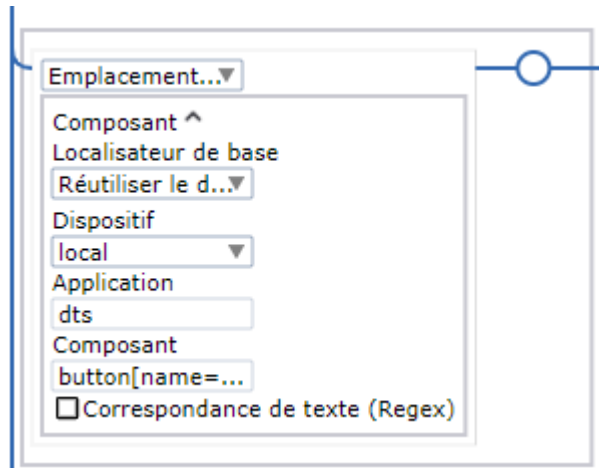 Emplacement...
Composant
Localisateur de base
Réutiliser le d...
Dispositif
local
Application
dts
Composant
button[name=...
Correspondance de texte (Regex)